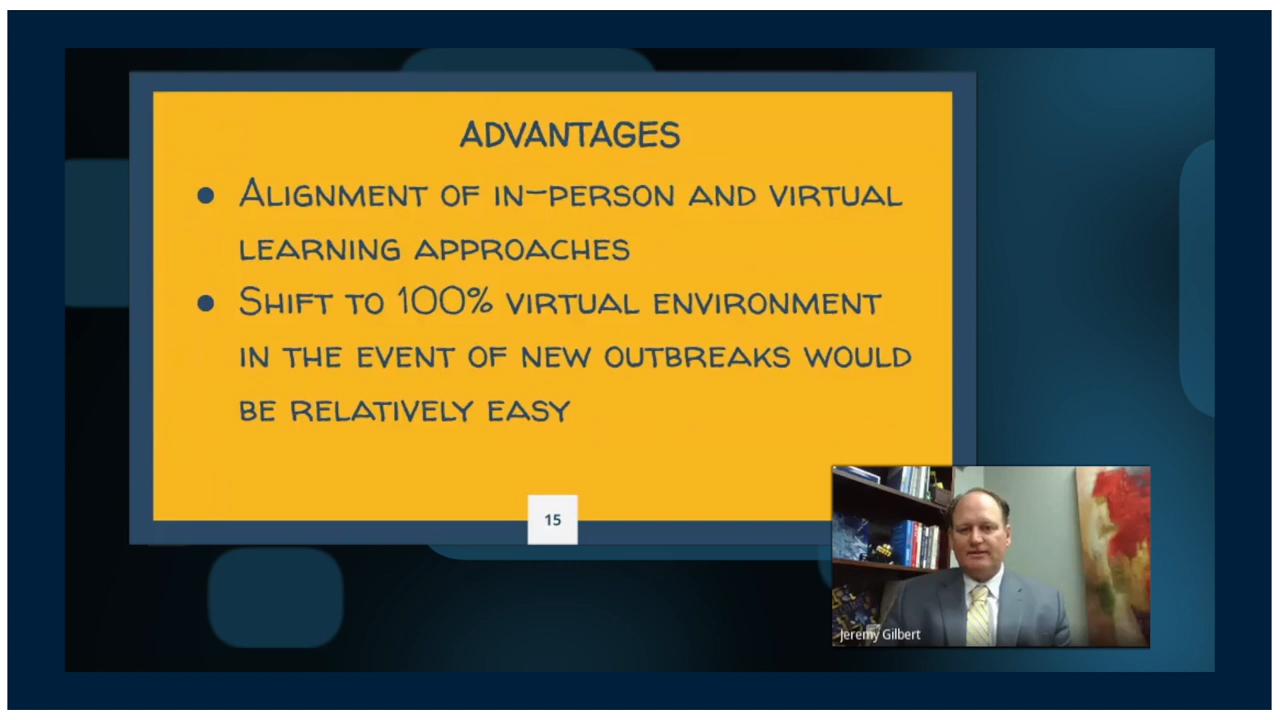 ADVANTAGES
● ALIGNMENT OF IN-PERSON AND VIRTUAL
LEARNING APPROACHES
● SHIFT TO 100% VIRTUAL ENVIRONMENT
IN THE EVENT OF NEW OUTBREAKS WOULD
BE RELATIVELY EASY
15
Jeremy Gilbert